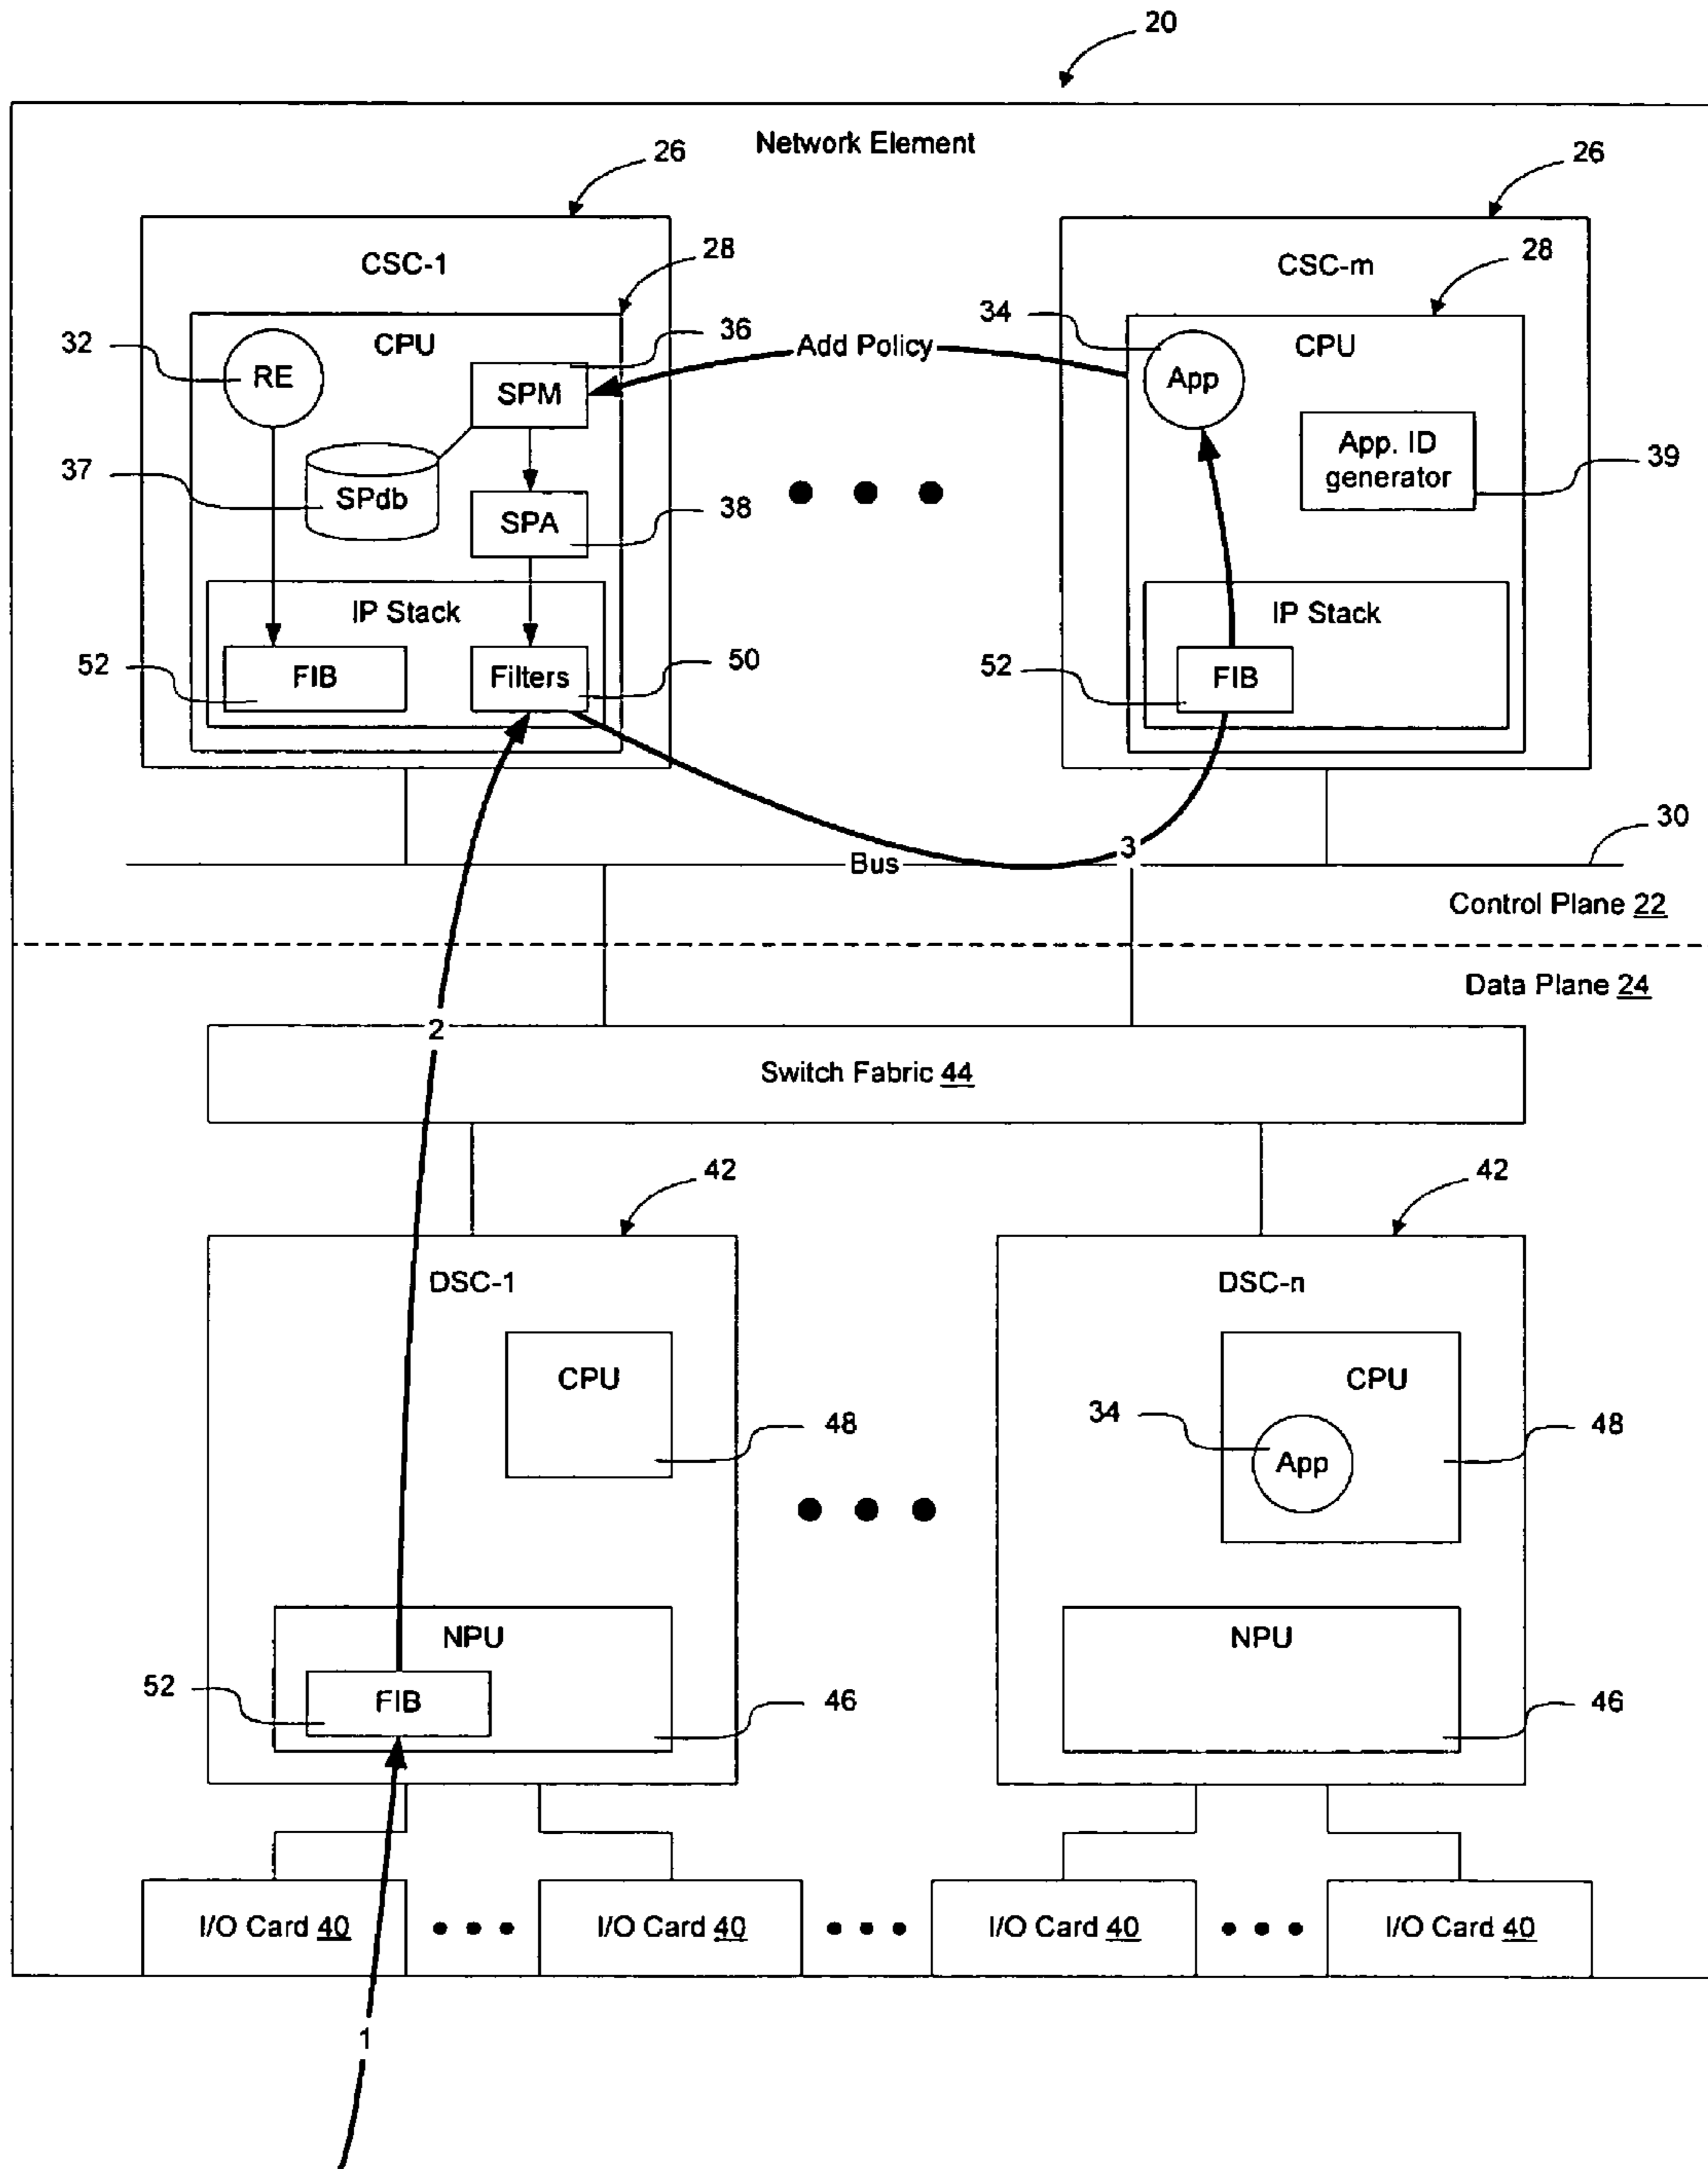 20
Network Element
26
26
CSC-1
28
CSC-m
28
32
CPU
36
34
CPU
RE
Add Policy
App
SPM
App. ID
generator
39
37
SPdb
SPA
38
IP Stack
IP Stack
52
FIB
Filters
50
52
FIB
30
3
Bus
Control Plane 22
Data Plane 24
2
Switch Fabric 44
42
42
DSC-1
DSC-n
CPU
CPU
48
34
App
48
NPU
NPU
52
FIB
46
46
I/O Card 40
I/O Card 40
I/O Card 40
I/O Card 40
1